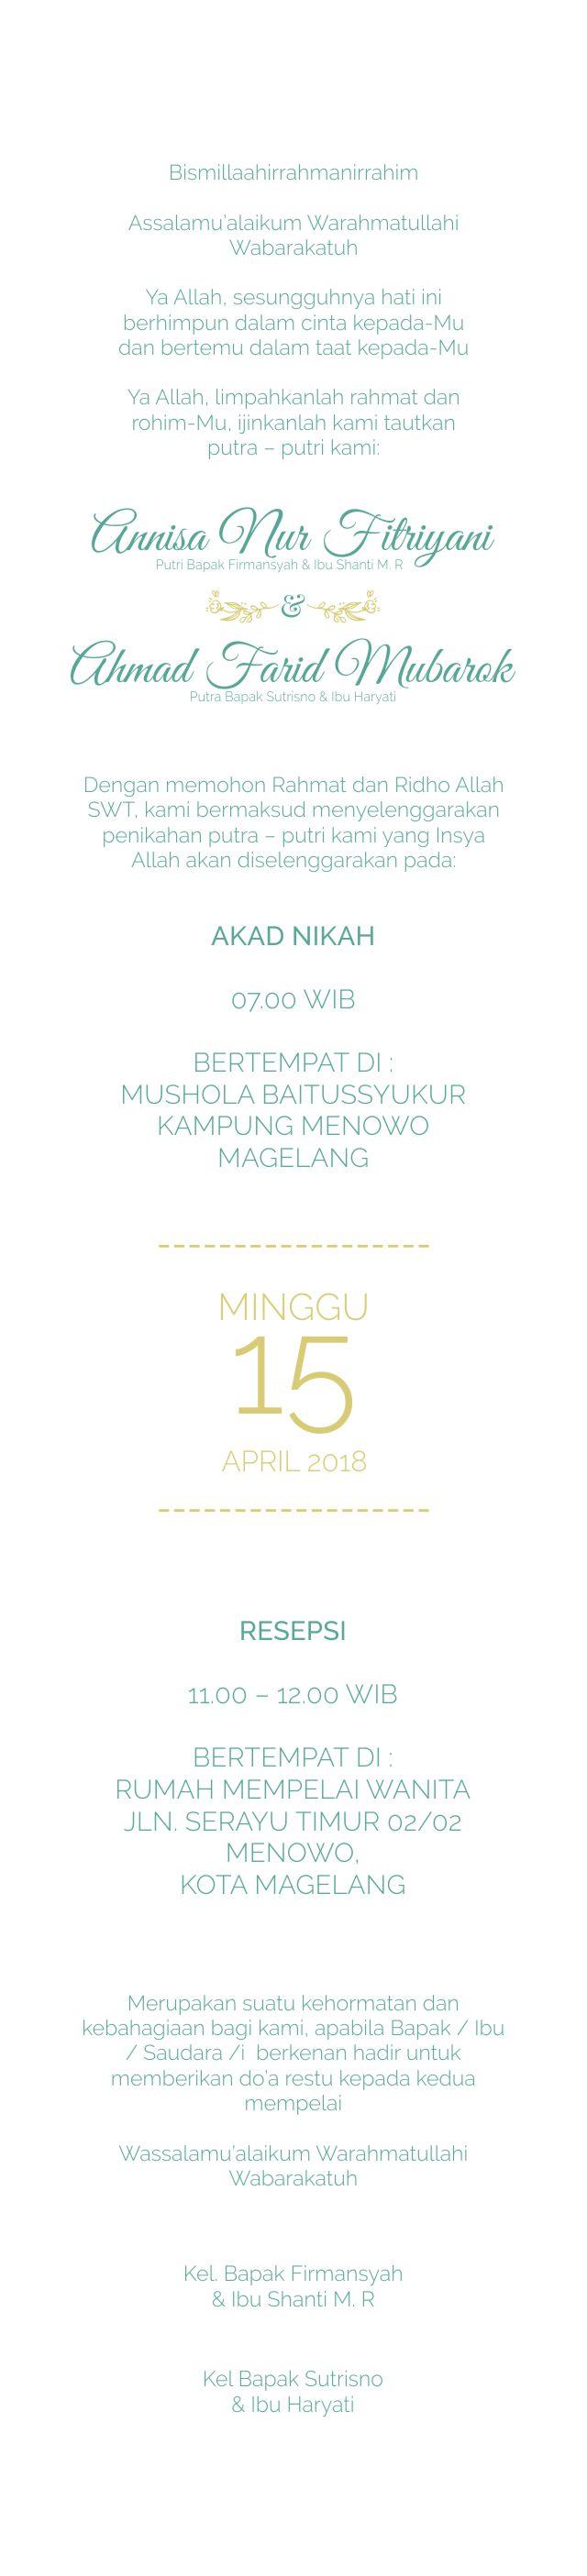 Bismillaahirrahmanirrahim
Assalamu'alaikum Warahmatullahi
Wabarakatuh
Ya Allah, sesungguhnya hati ini
berhimpun dalam cinta kepada-Mu
dan bertemu dalam taat kepada-Mu
Ya Allah, limpahkanlah rahmat dan
rohim-Mu, ijinkanlah kami tautkan
putra – putri kami:
Annisa Nur Fitriyani
Putri Bapak Firmansyah & Ibu Shanti M. R
&
Ahmad Farid Mubarok
Putra Bapak Sutrisno & Ibu Haryati
Dengan memohon Rahmat dan Ridho Allah
SWT, kami bermaksud menyelenggarakan
penikahan putra – putri kami yang Insya
Allah akan diselenggarakan pada:
AKAD NIKAH
07.00 WIB
BERTEMPAT DI :
MUSHOLA BAITUSSYUKUR
KAMPUNG MENOWO
MAGELANG
MINGGU
15
APRIL 2018
RESEPSI
11.00 – 12.00 WIB
BERTEMPAT DI :
RUMAH MEMPELAI WANITA
JLN. SERAYU TIMUR 02/02
MENOWO,
KOTA MAGELANG
Merupakan suatu kehormatan dan
kebahagiaan bagi kami, apabila Bapak / Ibu
/ Saudara /i berkenan hadir untuk
memberikan do'a restu kepada kedua
mempelai
Wassalamu'alaikum Warahmatullahi
Wabarakatuh
Kel. Bapak Firmansyah
& Ibu Shanti M. R
Kel Bapak Sutrisno
& Ibu Haryati